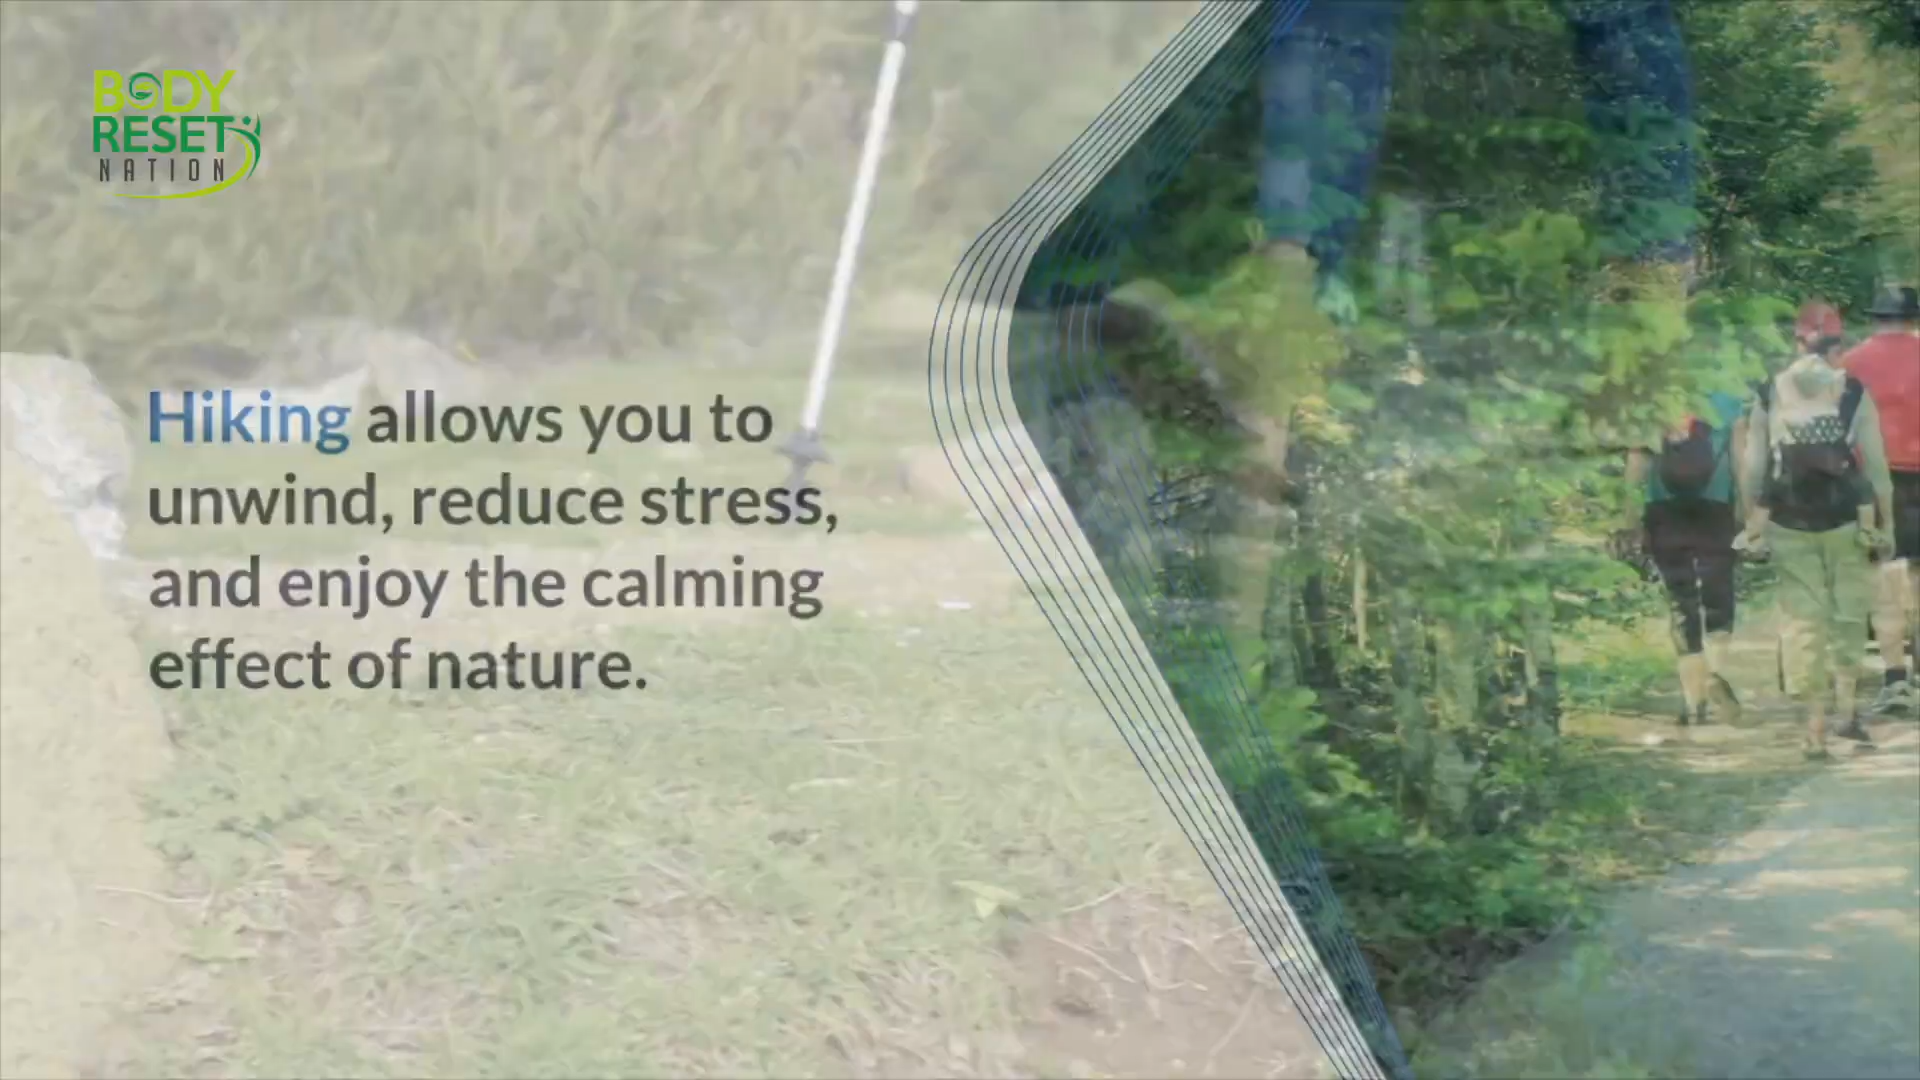 BODY
RESET
NATION
Hiking allows you to
unwind, reduce stress,
and enjoy the calming
effect of nature.